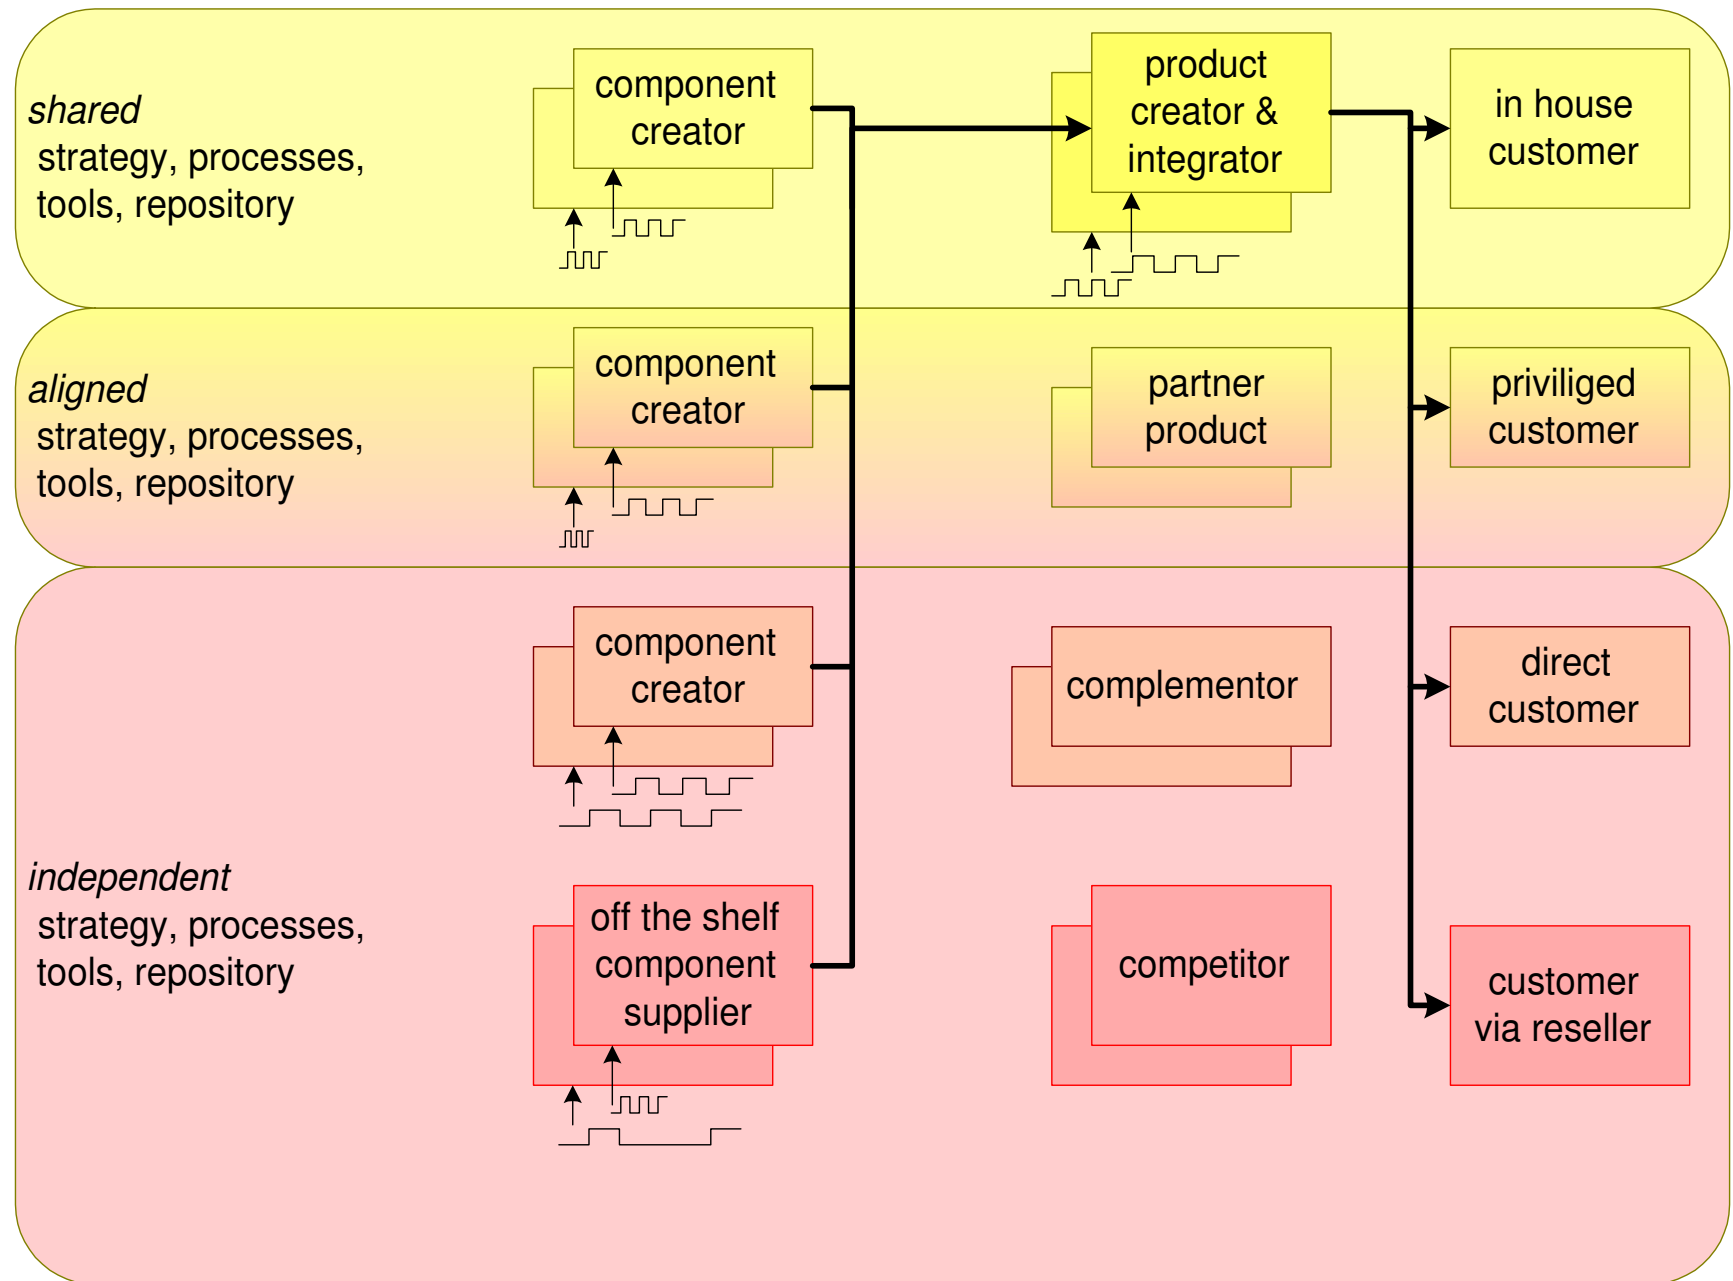 shared
strategy, processes,
tools, repository
component
creator
product
creator &
integrator
in house
customer
aligned
strategy, processes,
tools, repository
component
creator
partner
product
priviliged
customer
independent
strategy, processes,
tools, repository
component
creator
complementor
direct
customer
off the shelf
component
supplier
competitor
customer
via reseller